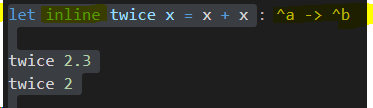 let inline twice x = x + x : ^a -> ^b
twice 2.3
twice 2